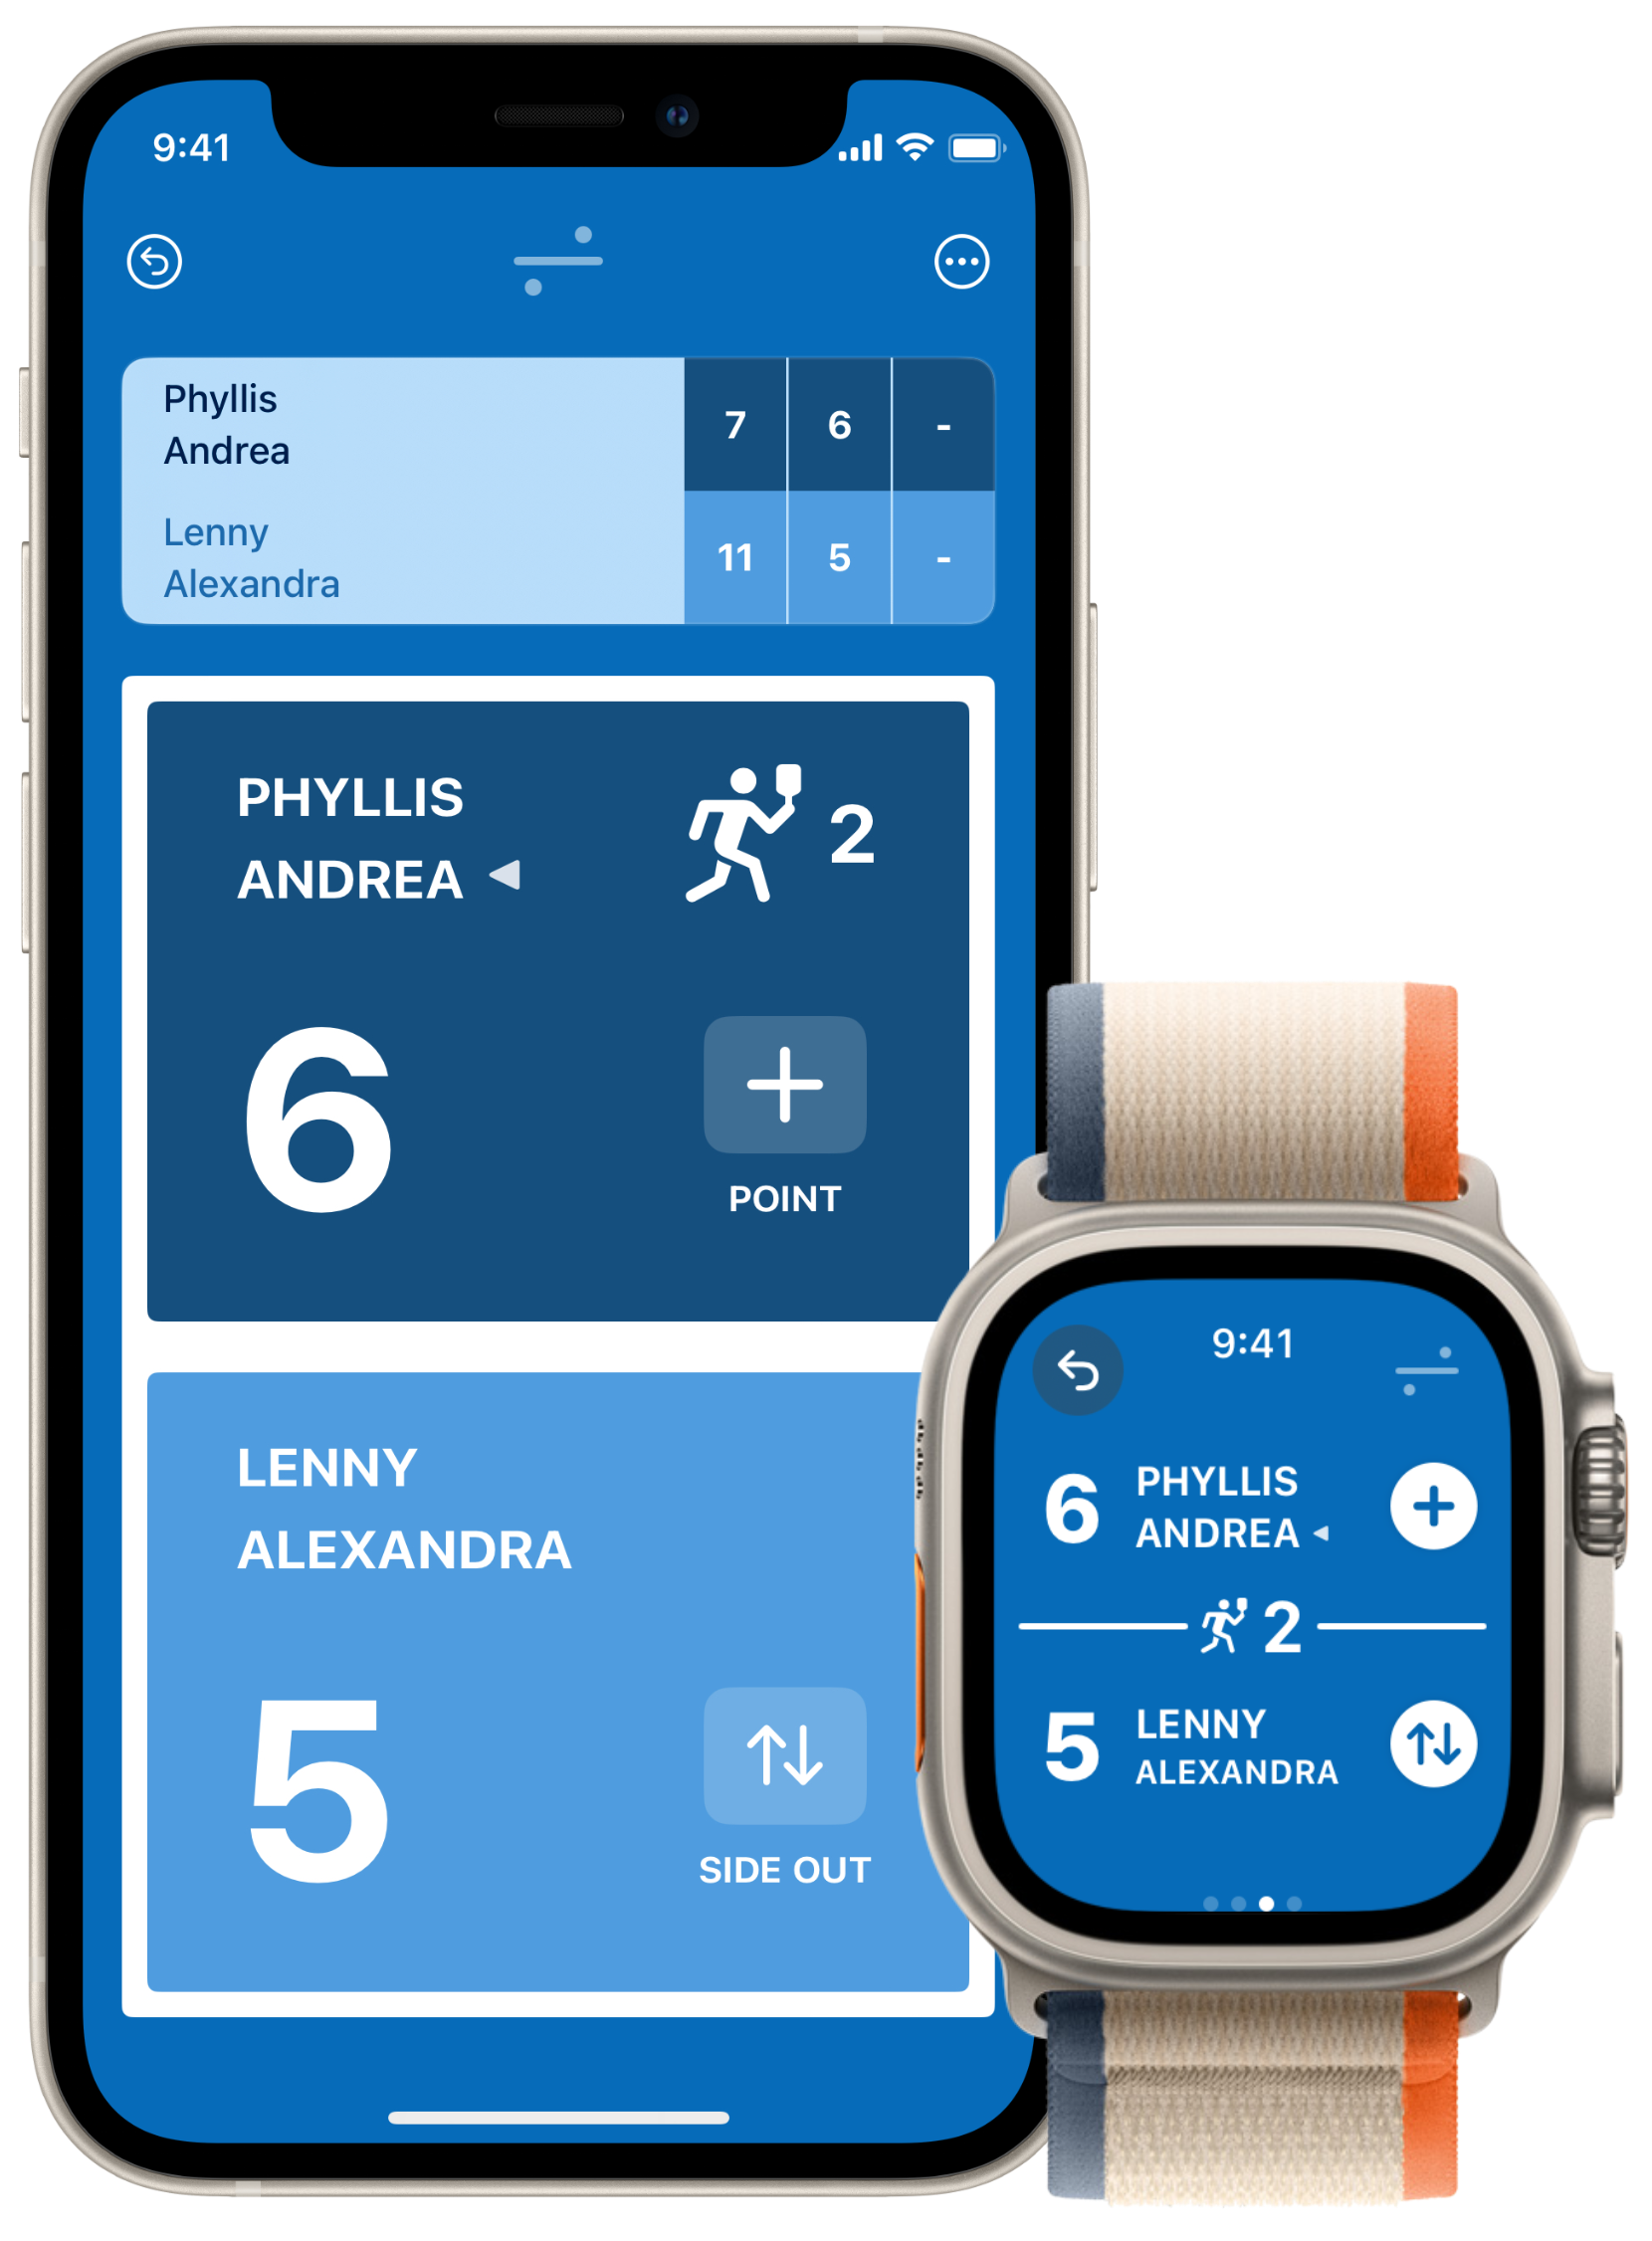 9:41
Phyllis
Andrea
7 6 -
Lenny
Alexandra
11 5 -
PHYLLIS
ANDREA
2
6
POINT
LENNY
ALEXANDRA
5
SIDE OUT
9:41
6 PHYLLIS
ANDREA
2
5 LENNY
ALEXANDRA